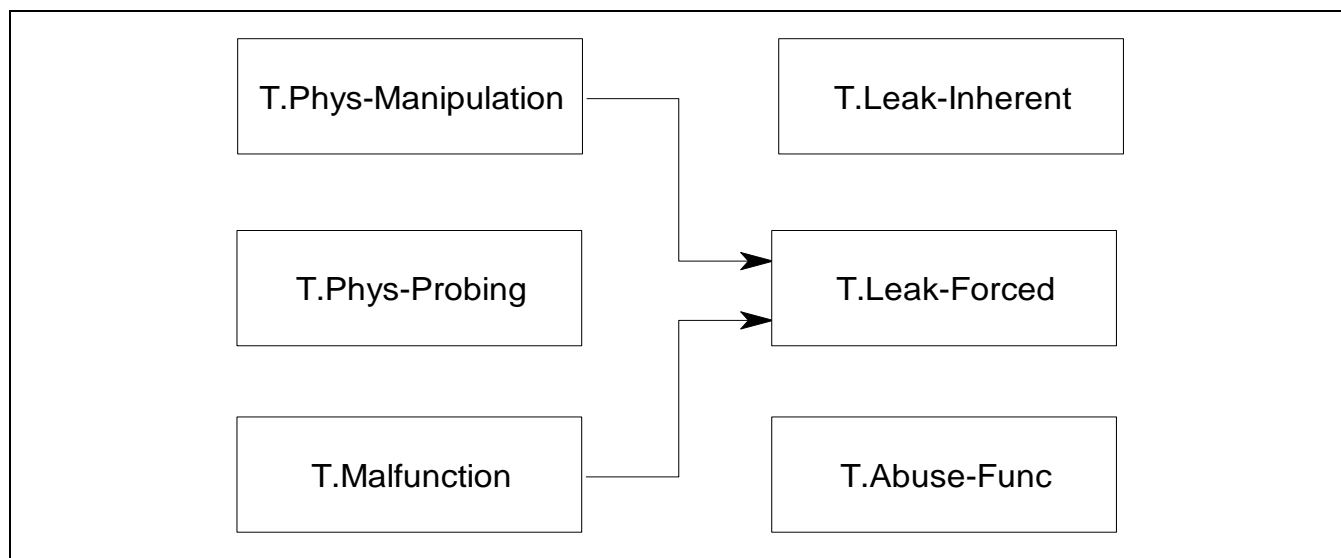 T.Phys-Manipulation
T.Leak-Inherent
T.Phys-Probing
T.Leak-Forced
T.Malfunction
T.Abuse-Func